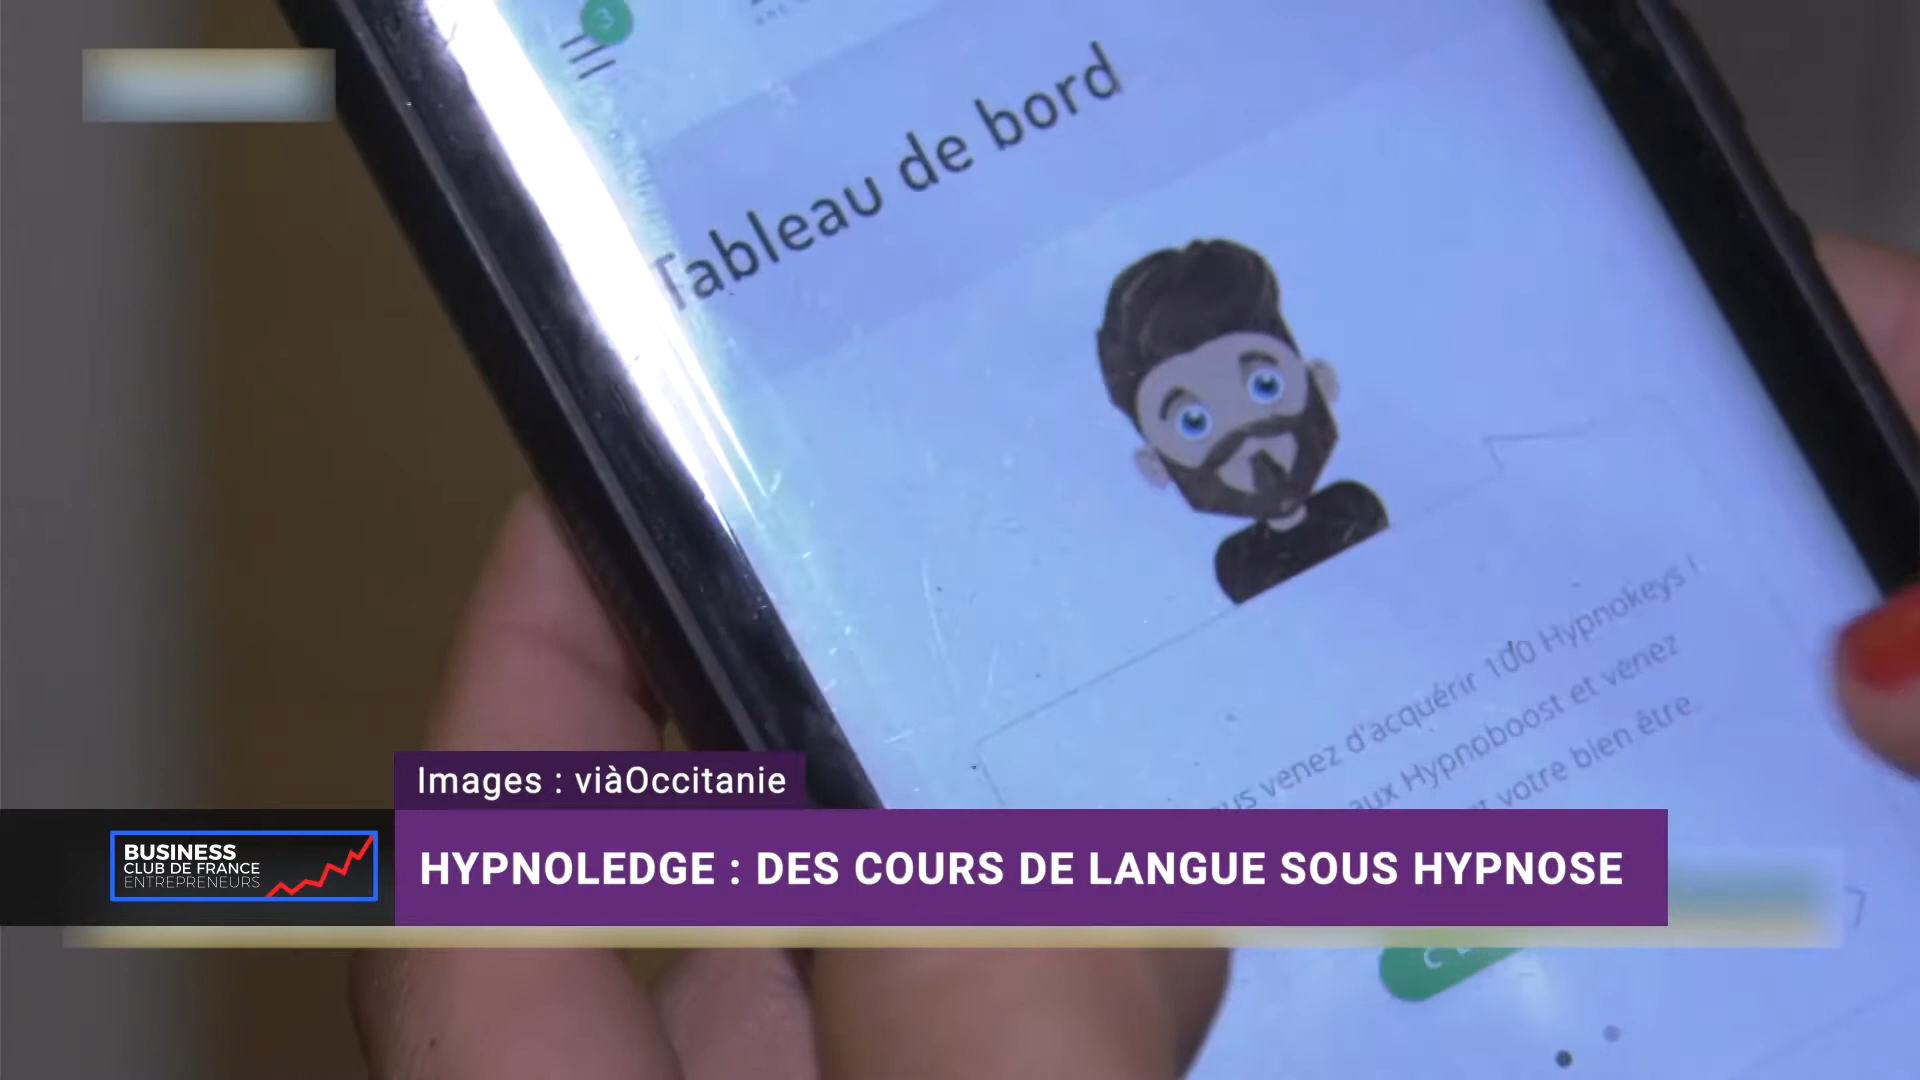 3
Tableau de bord
venez d'acquérir 100 Hypnokeys !
Hypnoboost et venez
votre bien être
Images : viàOccitanie
BUSINESS
CLUB DE FRANCE
ENTREPRENEURS
HYPNOLEDGE : DES COURS DE LANGUE SOUS HYPNOSE